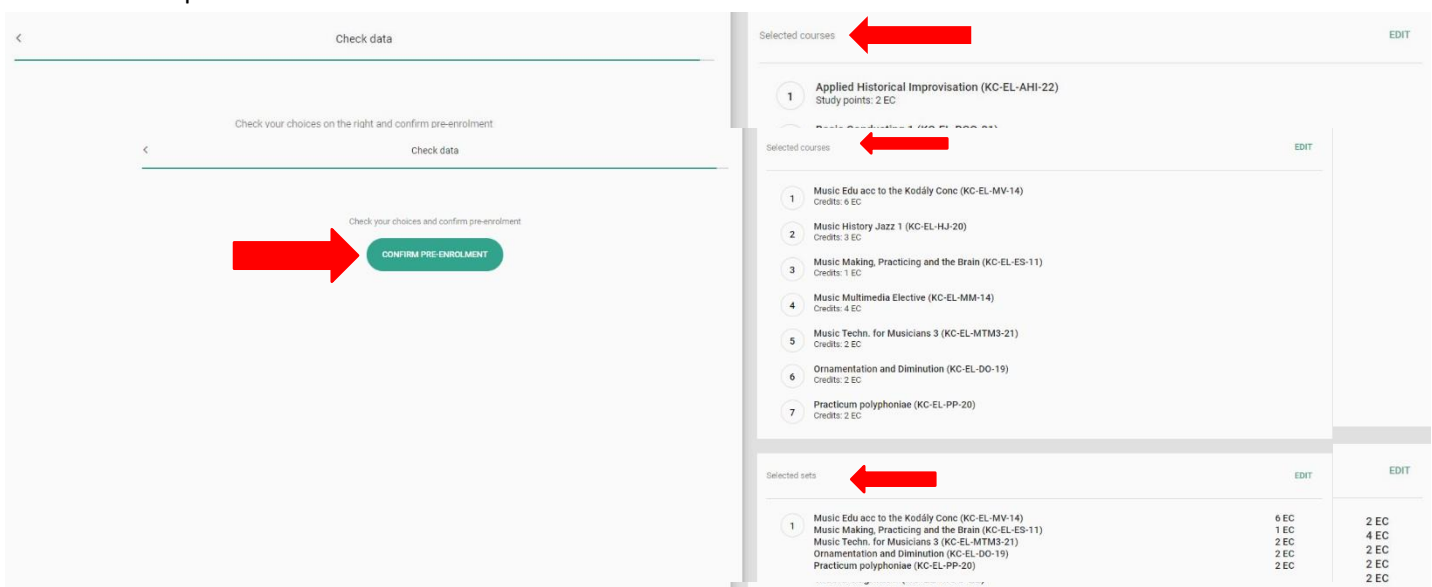 Check data
Check your choices on the right and confirm pre-enrolment
Check data
Check your choices and confirm pre-enrolment
CONFIRM PRE-ENROLMENT
Selected courses EDIT
1 Applied Historical Improvisation (KC-EL-AHI-22)
Study points: 2 EC
Selected courses EDIT
1 Music Edu acc to the Kodály Conc (KC-EL-MV-14)
Credits: 6 EC
2 Music History Jazz 1 (KC-EL-HJ-20)
Credits: 3 EC
3 Music Making, Practicing and the Brain (KC-EL-ES-11)
Credits: 1 EC
4 Music Multimedia Elective (KC-EL-MM-14)
Credits: 4 EC
5 Music Techn. for Musicians 3 (KC-EL-MTM3-21)
Credits: 2 EC
6 Ornamentation and Diminution (KC-EL-DO-19)
Credits: 2 EC
7 Practicum polyphoniae (KC-EL-PP-20)
Credits: 2 EC
Selected sets EDIT EDIT
1 Music Edu acc to the Kodály Conc (KC-EL-MV-14) 6 EC
Music Making, Practicing and the Brain (KC-EL-ES-11) 1 EC
Music Techn. for Musicians 3 (KC-EL-MTM3-21) 2 EC
Ornamentation and Diminution (KC-EL-DO-19) 2 EC
Practicum polyphoniae (KC-EL-PP-20) 2 EC
2 EC
4 EC
2 EC
2 EC
2 EC